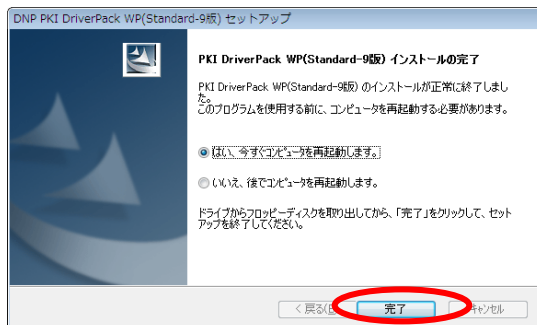 DNP PKI DriverPack WP(Standard-9版) セットアップ
PKI DriverPack WP(Standard-9版) インストールの完了
PKI DriverPack WP(Standard-9版) のインストールが正常に終了しまし
た。
このプログラムを使用する前に、コンピュータを再起動する必要があります。
はい、今すぐコンピュータを再起動します。
いいえ、後でコンピュータを再起動します。
ドライブからフロッピーディスクを取り出してから、「完了」をクリックして、セット
アップを終了してください。
< 戻る(B 完了 キャンセル